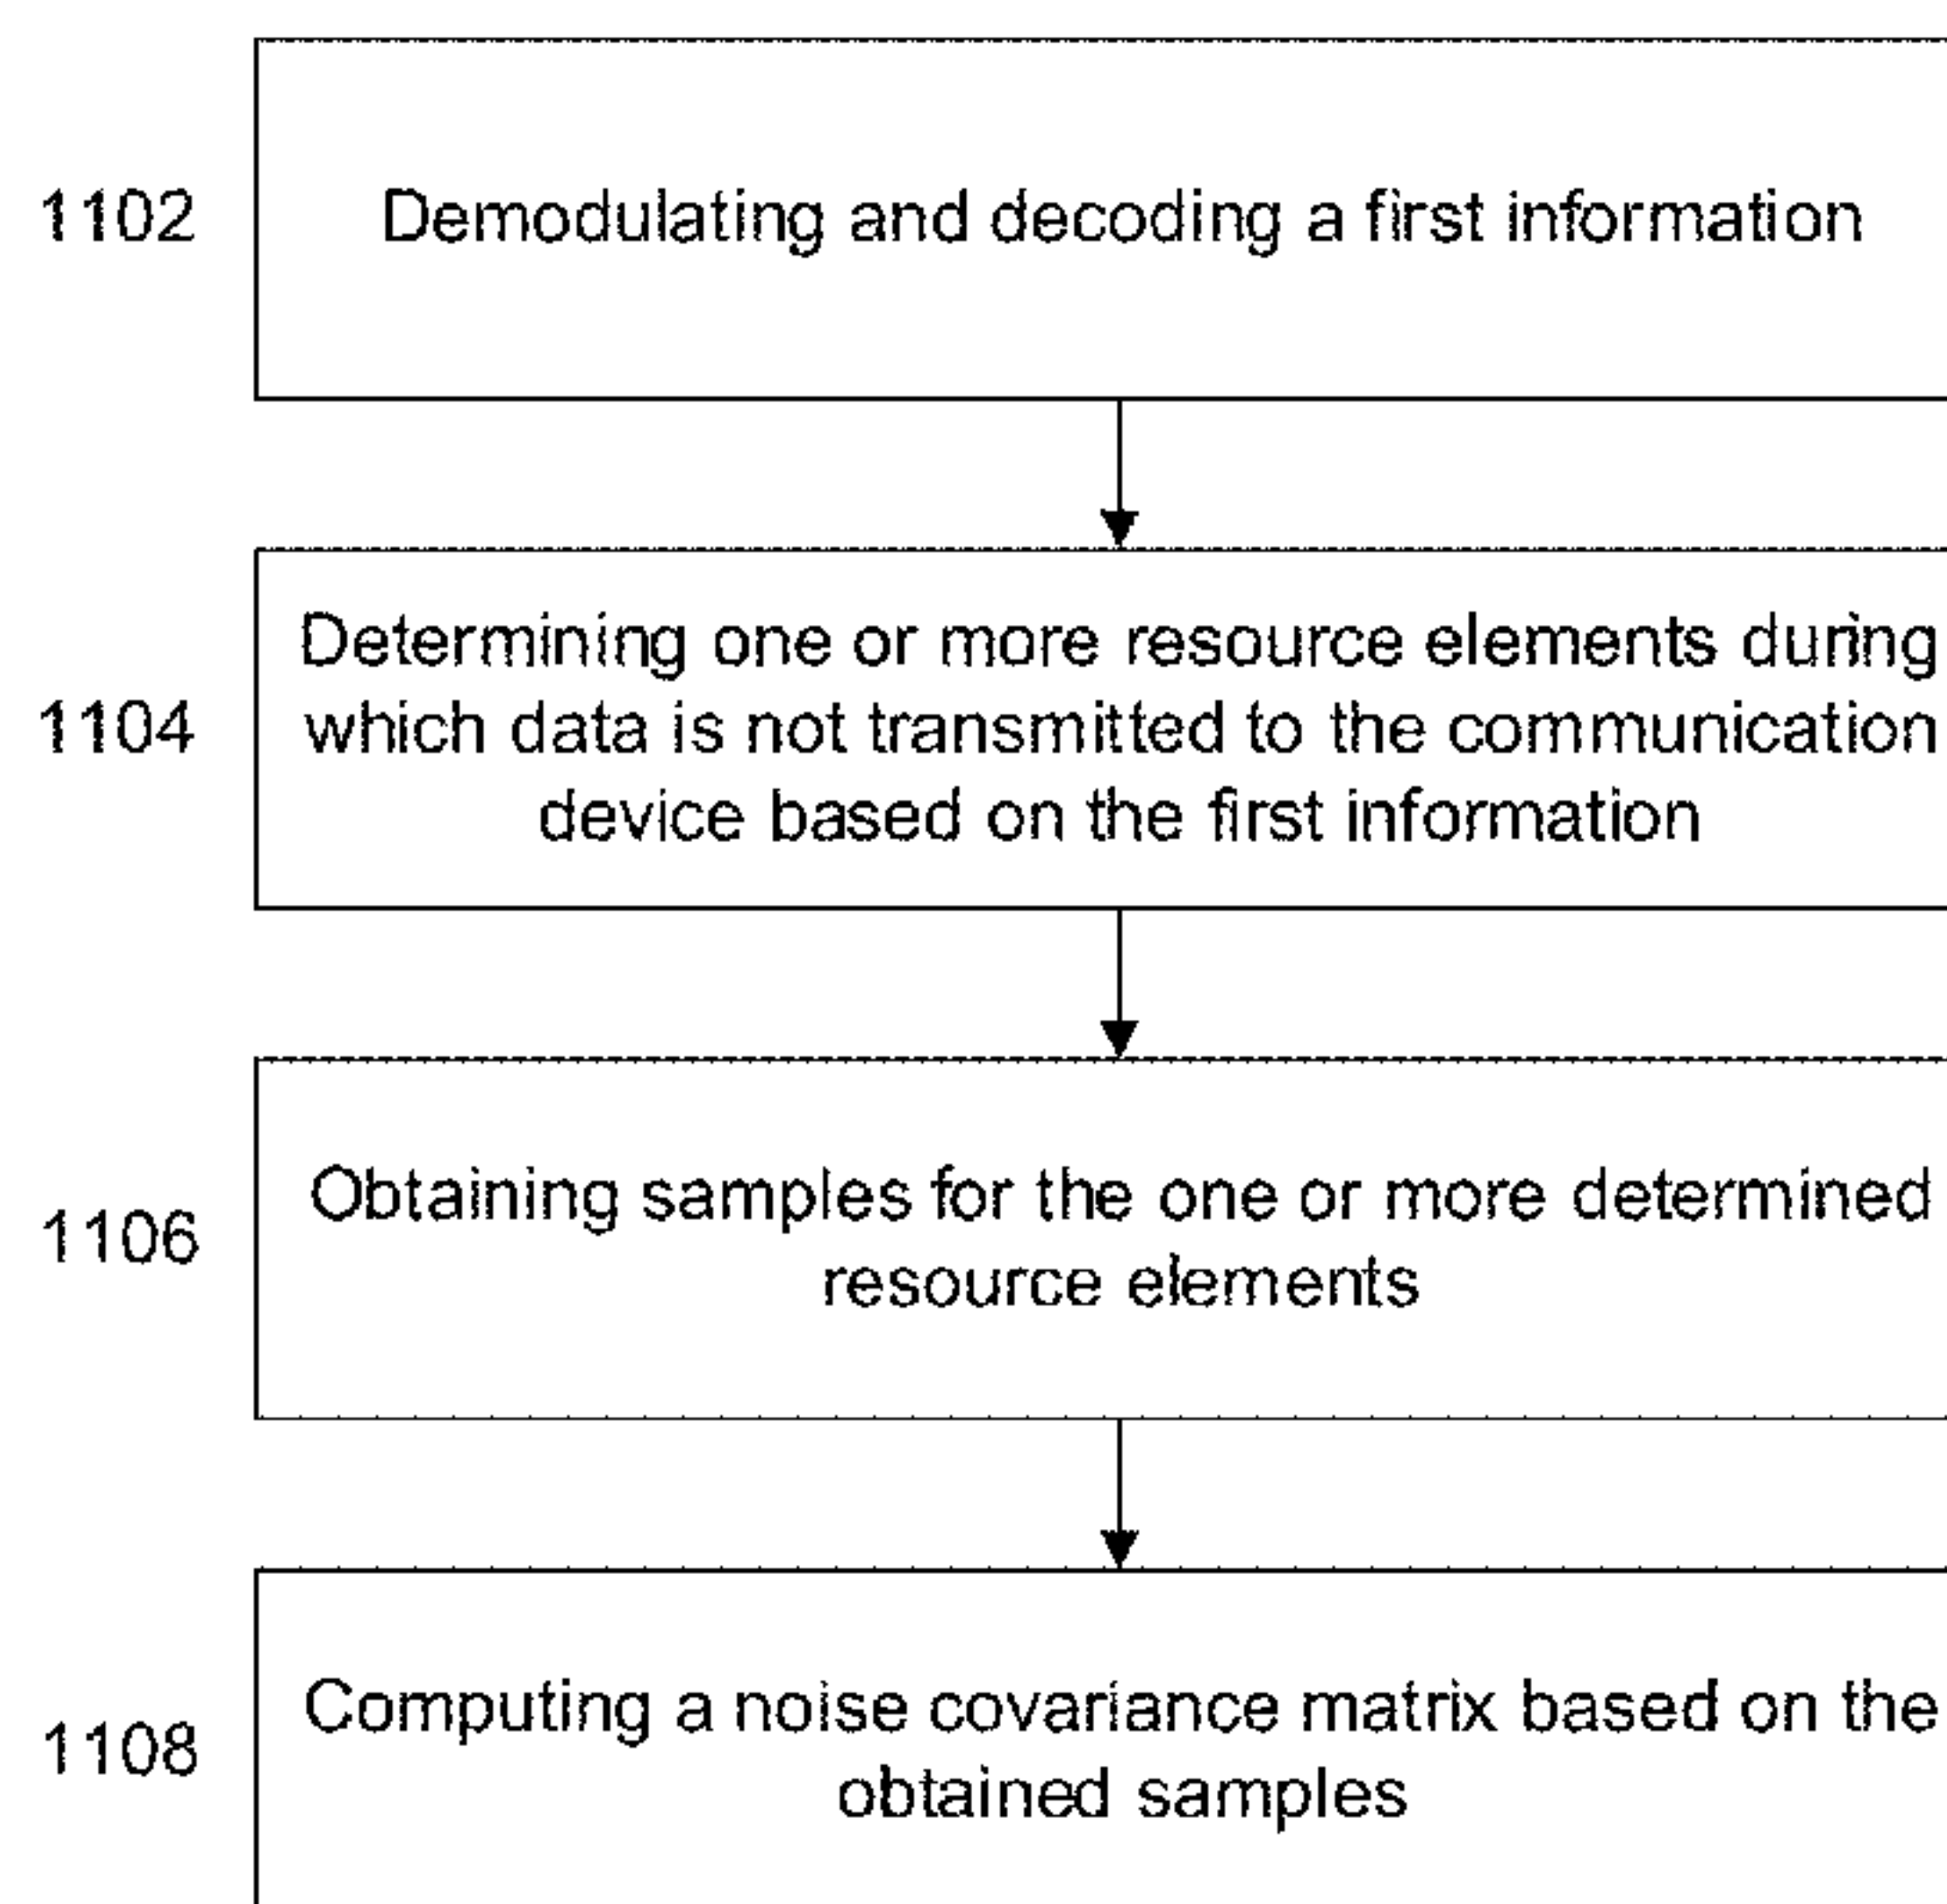 1102
Demodulating and decoding a first information
1104
Determining one or more resource elements during
which data is not transmitted to the communication
device based on the first information
1106
Obtaining samples for the one or more determined
resource elements
1108
Computing a noise covariance matrix based on the
obtained samples